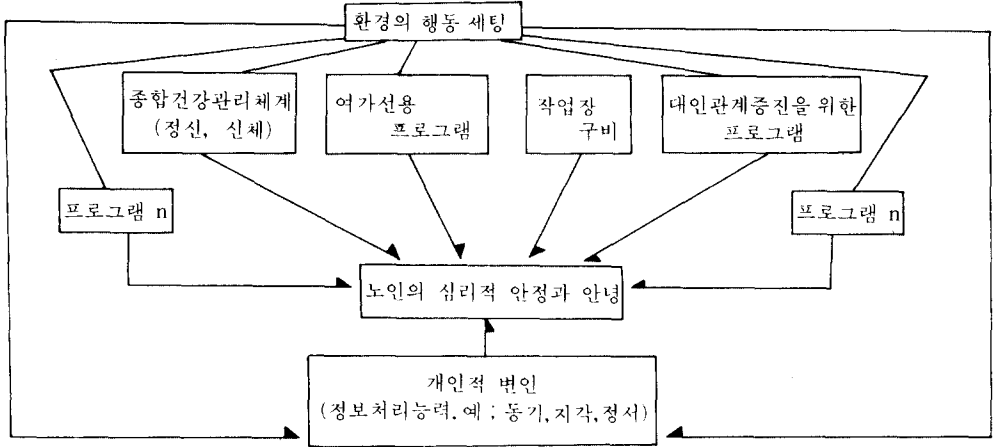 환경의 행동 세팅
종합건강관리체계
(정신, 신체)
여가선용
프로그램
작업장
구비
대인관계증진을 위한
프로그램
프로그램 n
프로그램 n
노인의 심리적 안정과 안녕
개인적 변인
(정보처리능력.예 ; 동기,지각,정서)